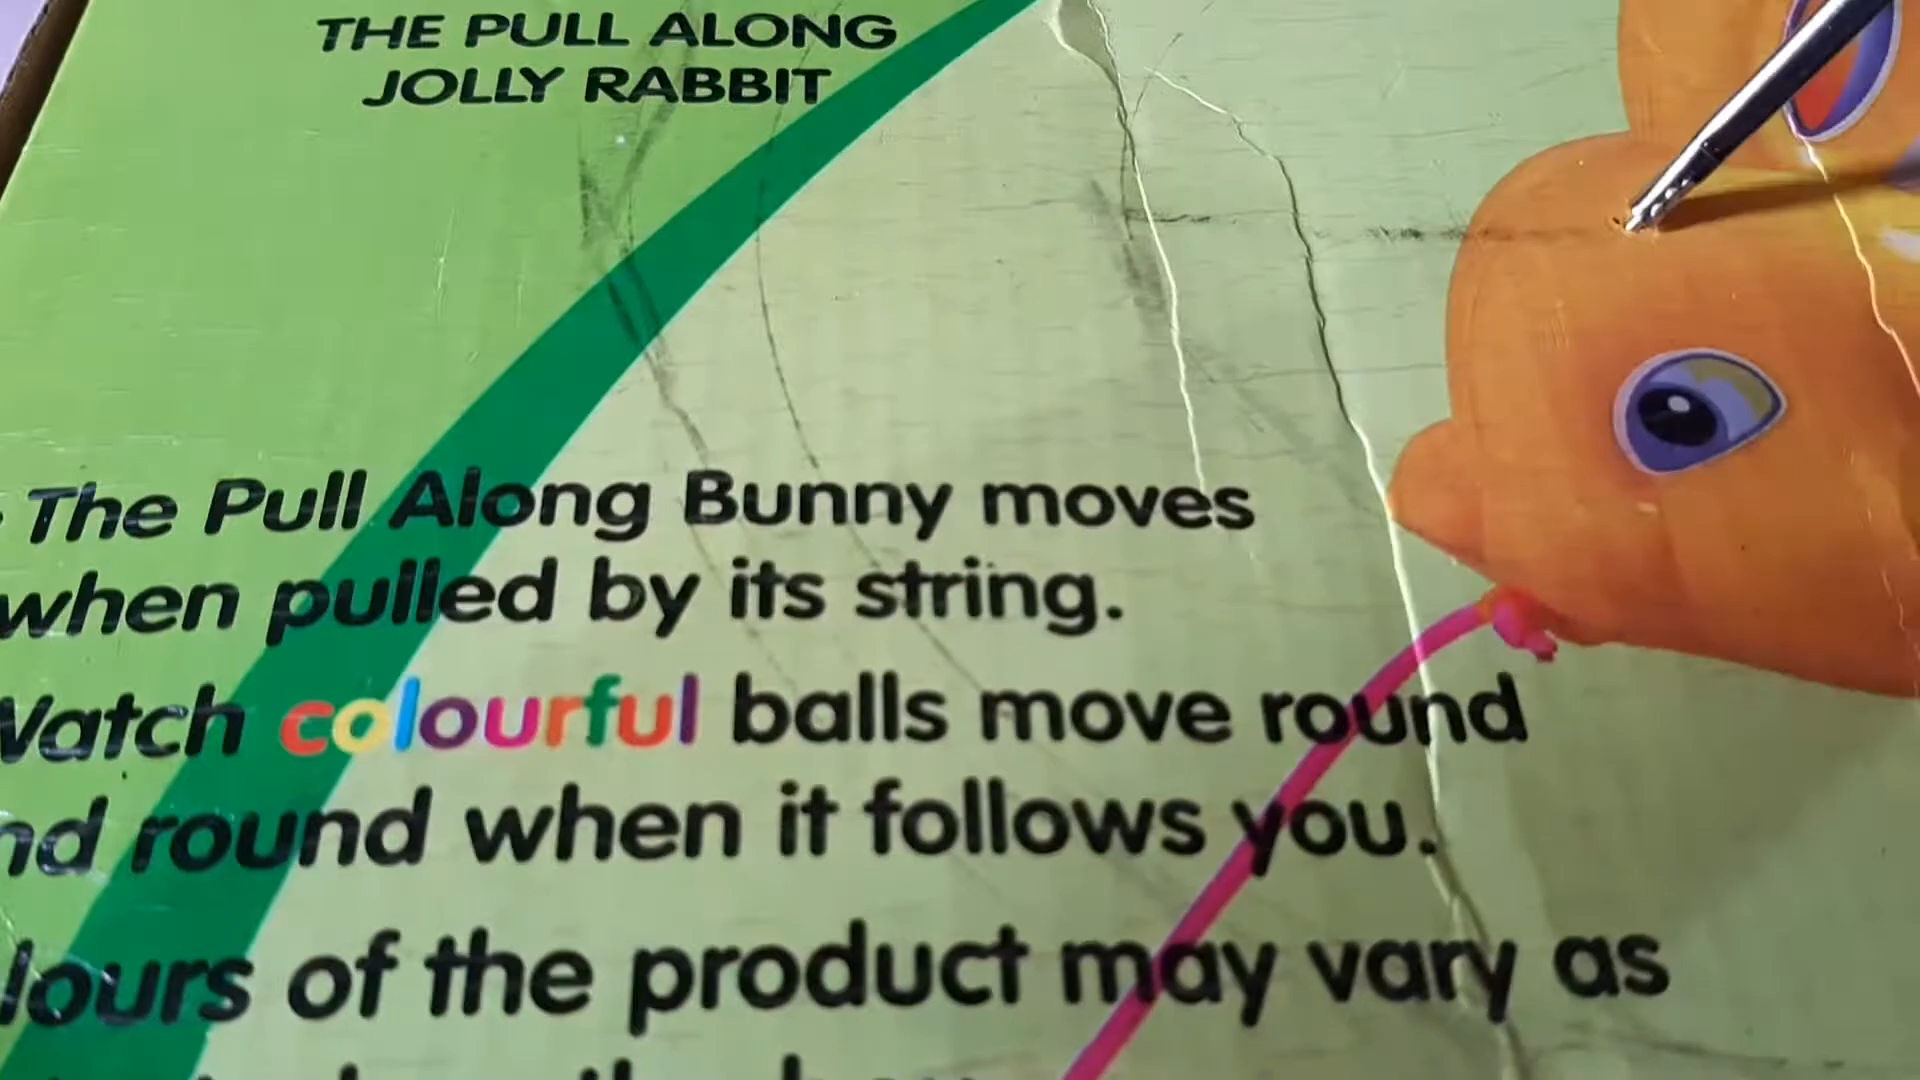 THE PULL ALONG
JOLLY RABBIT
The Pull Along Bunny moves
when pulled by its string.
Watch colourful balls move round
nd round when it follows you.
lours of the product may vary as